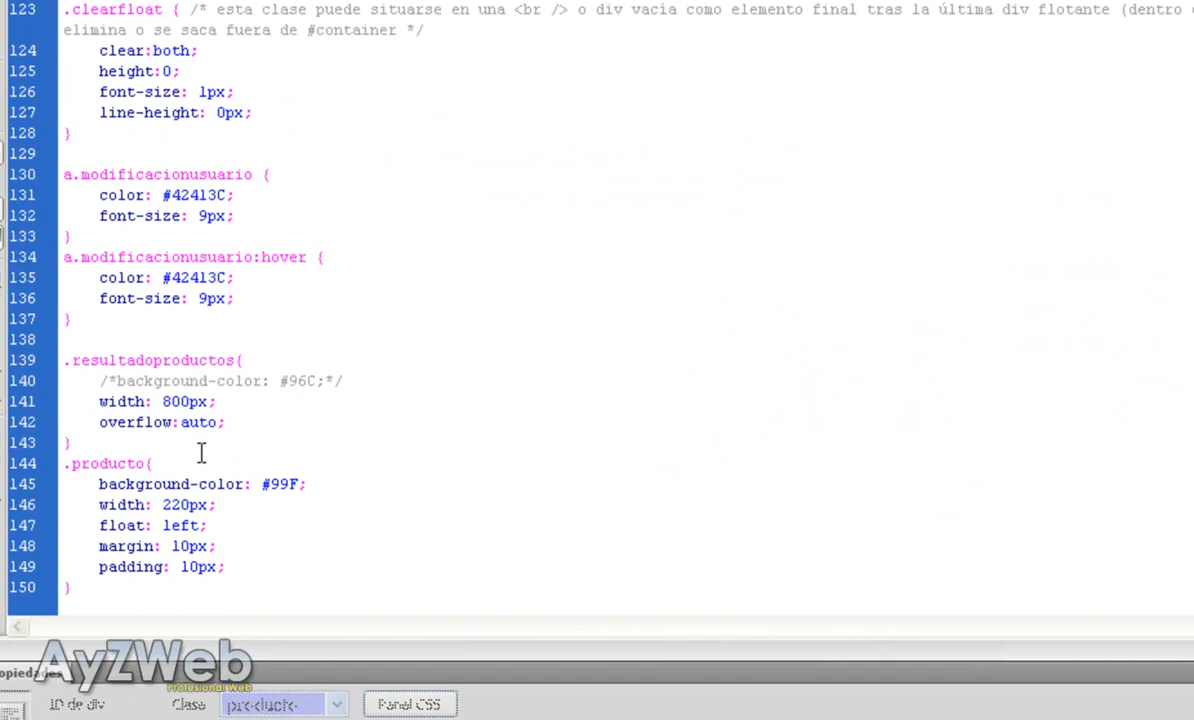 123 .clearfloat { /* esta clase puede situarse en una <br /> o div vacía como elemento final tras la última div flotante (dentro
elimina o se saca fuera de #container */
124 clear:both;
125 height:0;
126 font-size: 1px;
127 line-height: 0px;
128 }
129
130 a.modificacionusuario {
131 color: #42413C;
132 font-size: 9px;
133 }
134 a.modificacionusuario:hover {
135 color: #42413C;
136 font-size: 9px;
137 }
138
139 .resultadoproductos{
140 /*background-color: #96C;*/
141 width: 800px;
142 overflow:auto;
143 }
144 .producto{
145 background-color: #99F;
146 width: 220px;
147 float: left;
148 margin: 10px;
149 padding: 10px;
150 }
AyZWeb
Profesional Web
opiedades
ID de div Clase producto Panel CSS